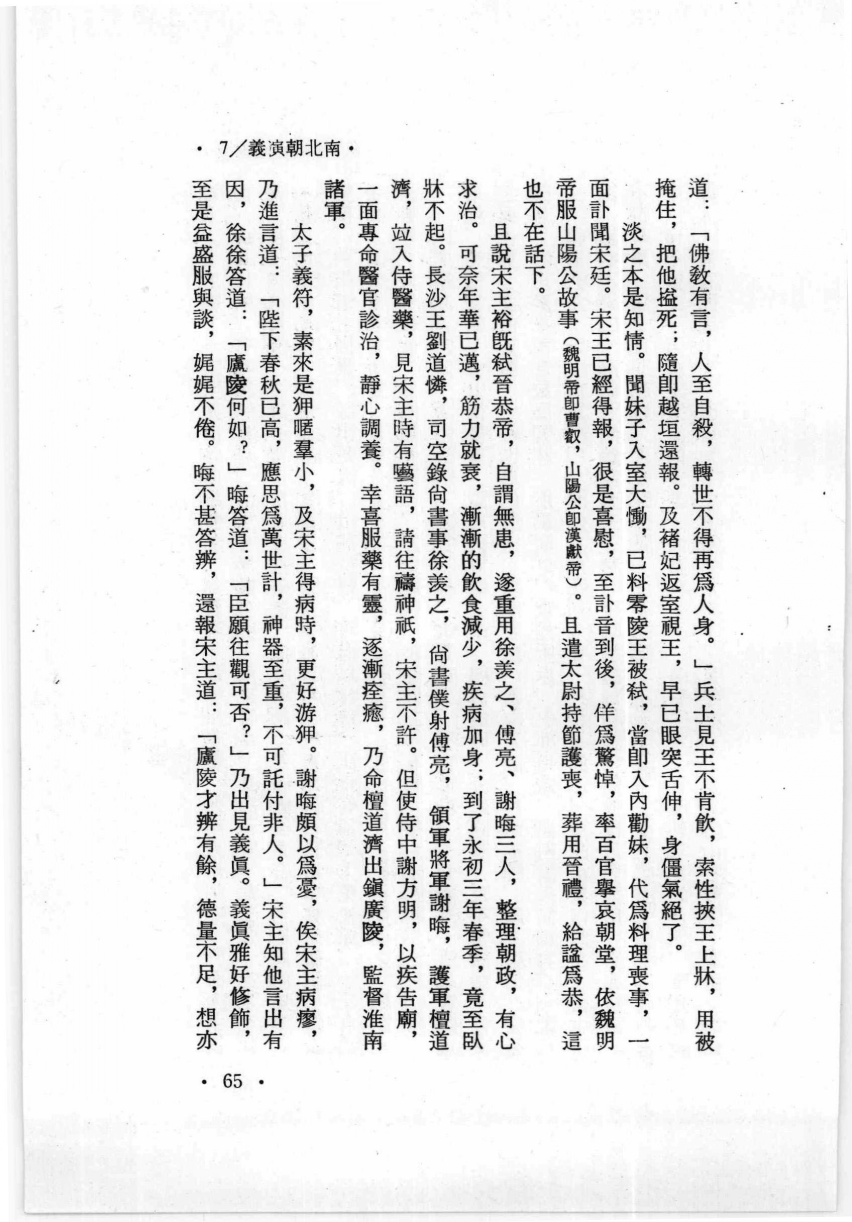 • 7／義演朝北南•
道：「佛敎有言，人至自殺，轉世不得再爲人身。」兵士見王不肯飮，索性挾王上牀，用被
掩住，把他搤死；隨卽越垣還報。及褚妃返室視王，早已眼突舌伸，身僵氣絕了。
淡之本是知情。聞妹子入室大慟，已料零陵王被弒，當卽入內勸妹，代爲料理喪事，一
面訃聞宋廷。宋王已經得報，很是喜慰，至訃音到後，佯爲驚悼，率百官擧哀朝堂，依魏明
帝服山陽公故事（魏明帝卽曹叡，山陽公卽漢獻帝）。且遣太尉持節護喪，葬用晉禮，給諡爲恭，這
也不在話下。
且說宋主裕旣弒晉恭帝，自謂無患，遂重用徐羨之、傅亮、謝晦三人，整理朝政，有心
求治。可奈年華已邁，筋力就衰，漸漸的飮食減少，疾病加身；到了永初三年春季，竟至臥
牀不起。長沙王劉道憐，司空錄尙書事徐羨之，尙書僕射傅亮，領軍將軍謝晦，護軍檀道
濟，竝入侍醫藥，見宋主時有囈語，請往禱神祇，宋主不許。但使侍中謝方明，以疾告廟，
一面專命醫官診治，靜心調養。幸喜服藥有靈，逐漸痊癒，乃命檀道濟出鎭廣陵，監督淮南
諸軍。
太子義符，素來是狎暱羣小，及宋主得病時，更好游狎。謝晦頗以爲憂，俟宋主病瘳，
乃進言道：「陛下春秋已高，應思爲萬世計，神器至重，不可託付非人。」宋主知他言出有
因，徐徐答道：「廬陵何如？」晦答道：「臣願往觀可否？」乃出見義眞。義眞雅好修飾，
至是益盛服與談，娓娓不倦。晦不甚答辨，還報宋主道：「廬陵才辨有餘，德量不足，想亦
• 65 •